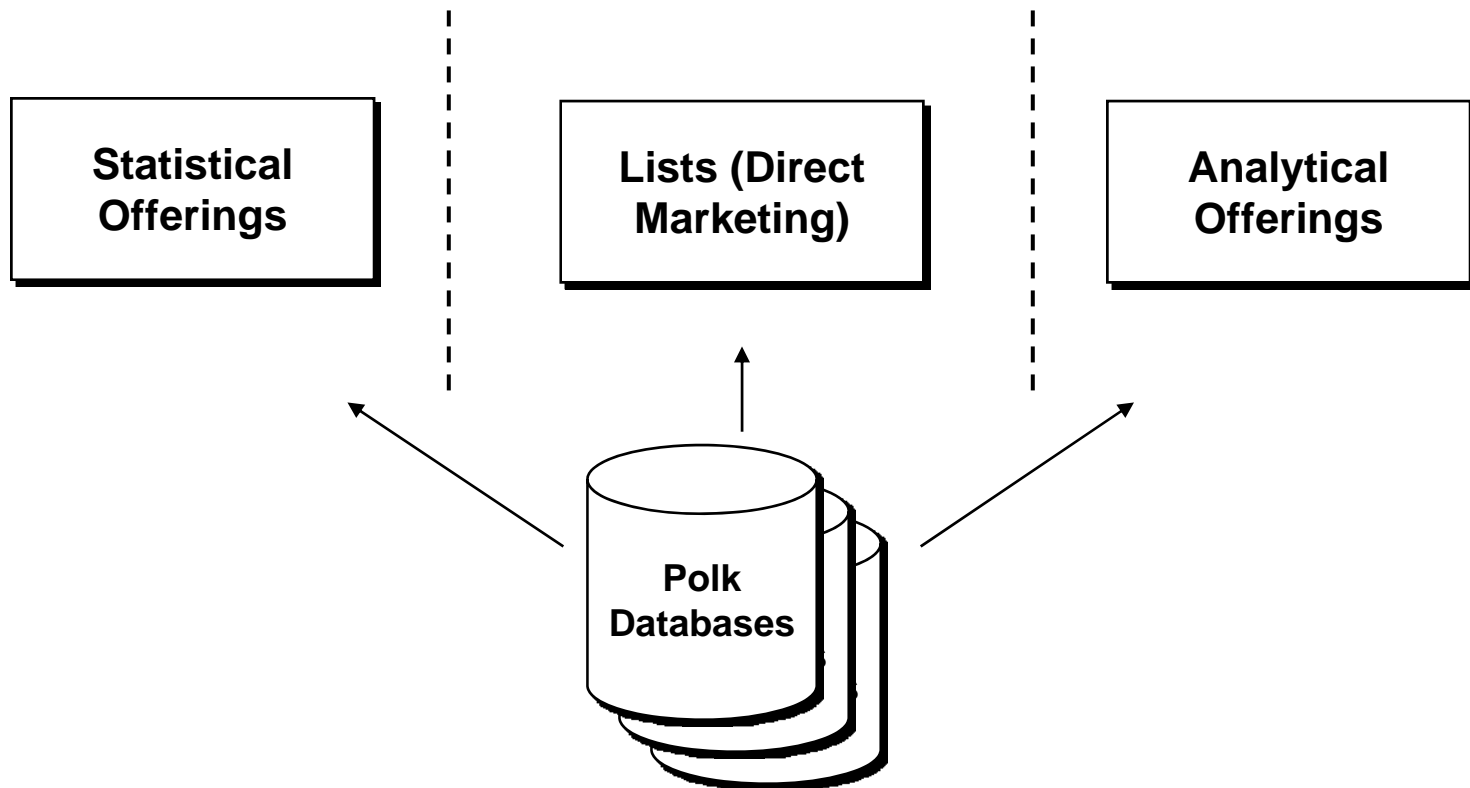 Statistical
Offerings
Lists (Direct
Marketing)
Analytical
Offerings
Polk
Databases